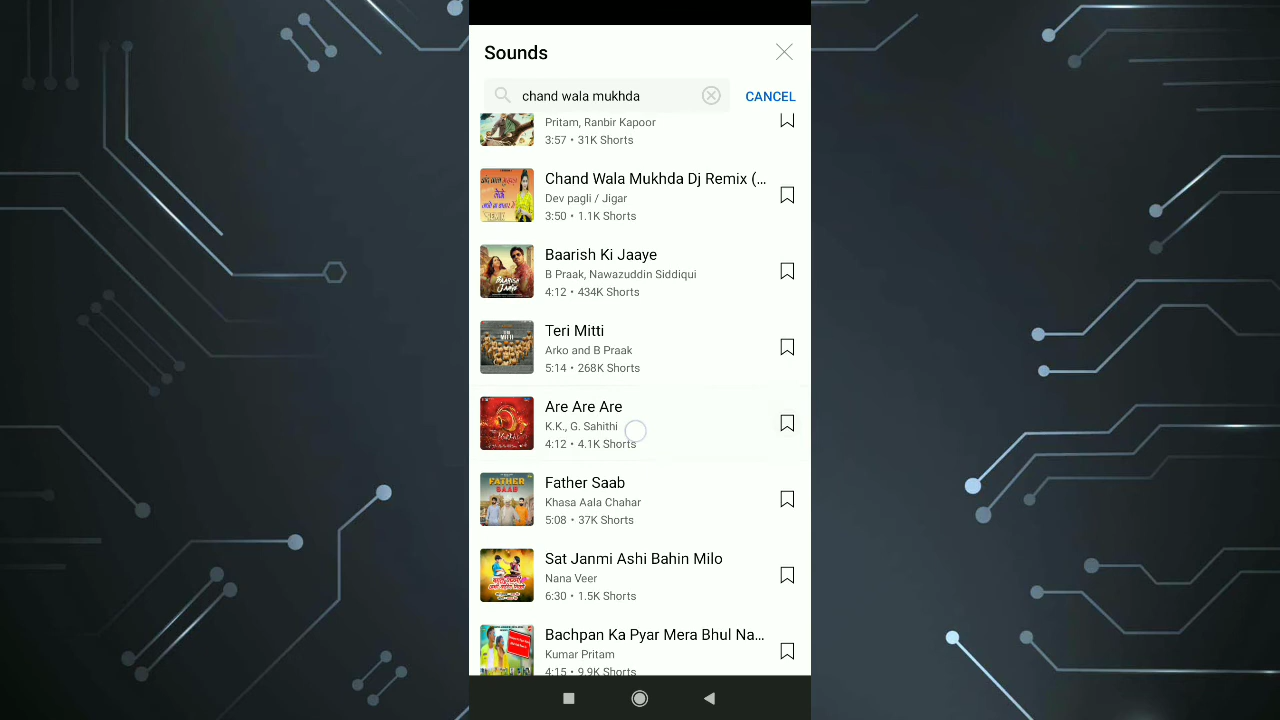 Sounds
chand wala mukhda
CANCEL
Pritam, Ranbir Kapoor
3:57 • 31K Shorts
Chand Wala Mukhda Dj Remix (...
Dev pagli / Jigar
3:50 • 1.1K Shorts
Baarish Ki Jaaye
B Praak, Nawazuddin Siddiqui
4:12 • 434K Shorts
Teri Mitti
Arko and B Praak
5:14 • 268K Shorts
Are Are Are
K.K., G. Sahithi
4:12 • 4.1K Shorts
Father Saab
Khasa Aala Chahar
5:08 • 37K Shorts
FATHER
SAAB
Sat Janmi Ashi Bahin Milo
Nana Veer
6:30 • 1.5K Shorts
Bachpan Ka Pyar Mera Bhul Na...
Kumar Pritam
4:15 • 9.9K Shorts